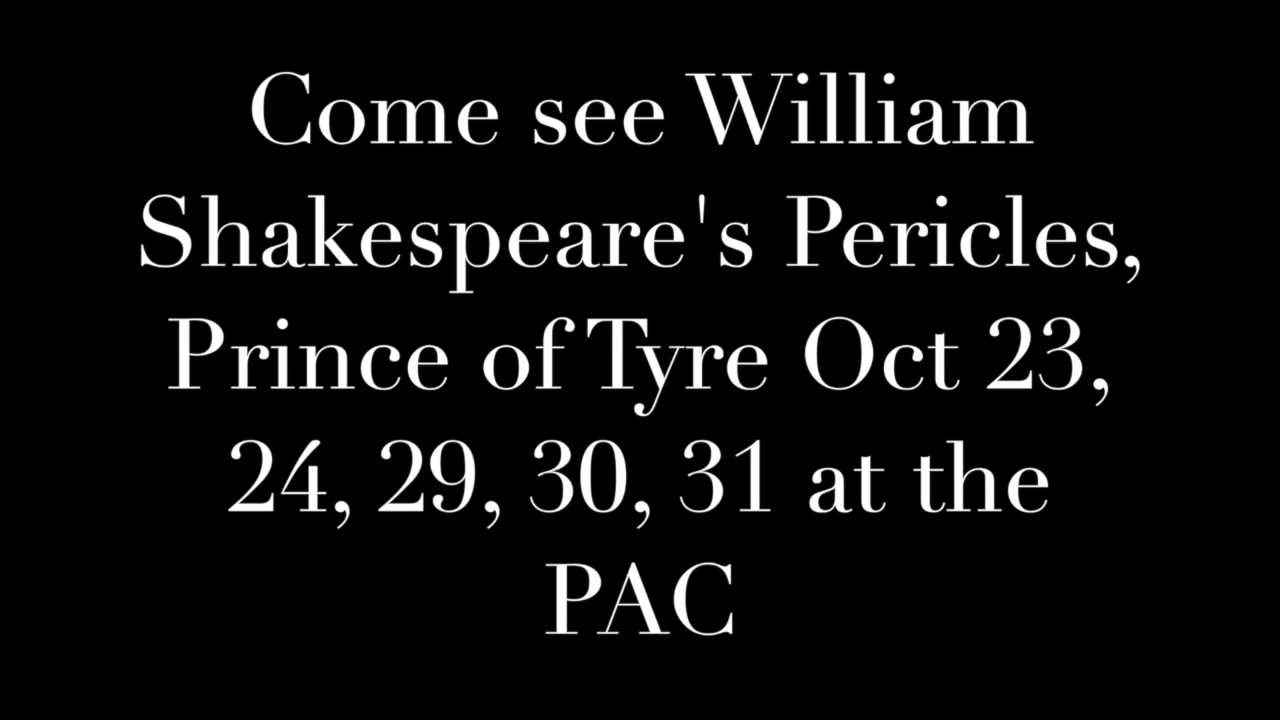 Come see William
Shakespeare's Pericles,
Prince of Tyre Oct 23,
24, 29, 30, 31 at the
PAC